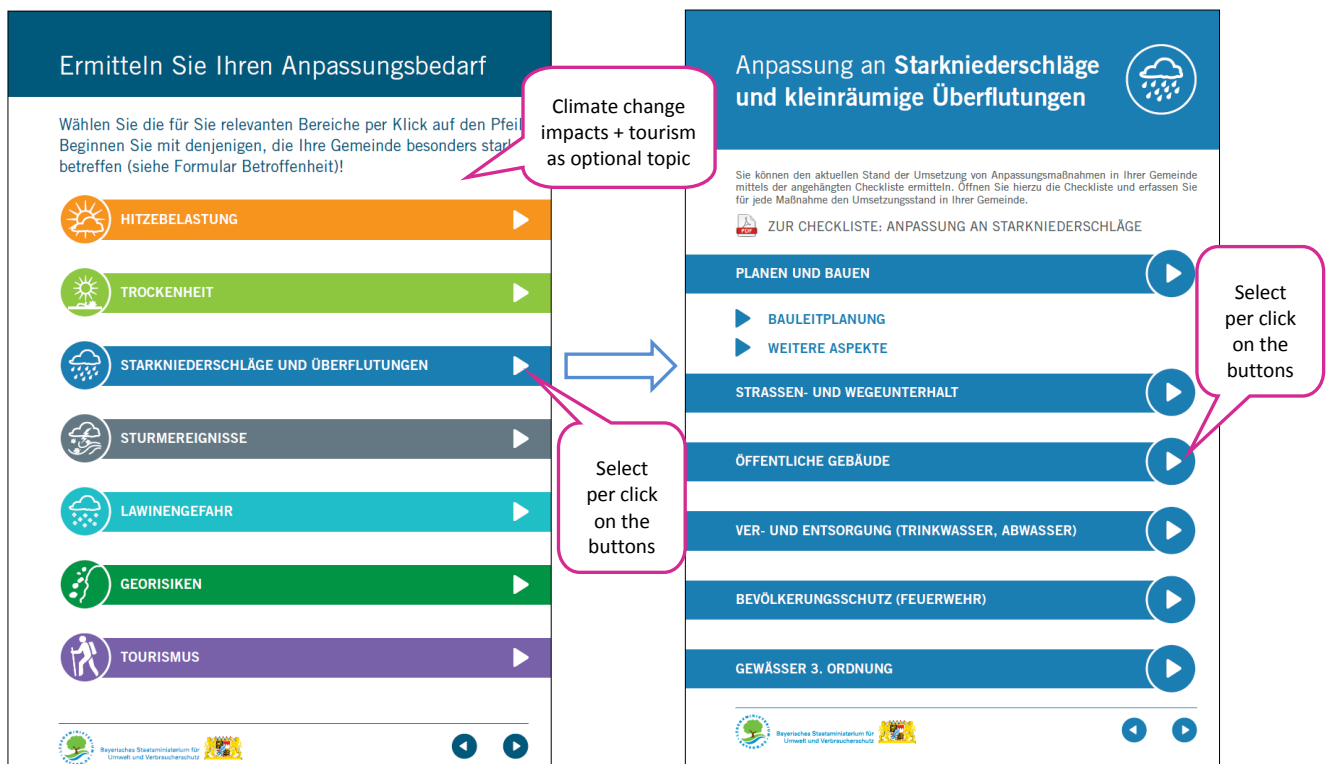 Ermitteln Sie Ihren Anpassungsbedarf
Wählen Sie die für Sie relevanten Bereiche per Klick auf den Pfeil
Beginnen Sie mit denjenigen, die Ihre Gemeinde besonders star
betreffen (siehe Formular Betroffenheit)!
HITZEBELASTUNG
TROCKENHEIT
STARKNIEDERSCHLÄGE UND ÜBERFLUTUNGEN
STURMEREIGNISSE
LAWINENGEFAHR
GEORISIKEN
TOURISMUS
Bayerisches Staatsministerium für
Umwelt und Verbraucherschutz
Climate change
impacts + tourism
as optional topic
Select
per click
on the
buttons
Anpassung an Starkniederschläge
und kleinräumige Überflutungen
Sie können den aktuellen Stand der Umsetzung von Anpassungsmaßnahmen in Ihrer Gemeinde
mittels der angehängten Checkliste ermitteln. Öffnen Sie hierzu die Checkliste und erfassen Sie
für jede Maßnahme den Umsetzungsstand in Ihrer Gemeinde.
PDF ZUR CHECKLISTE: ANPASSUNG AN STARKNIEDERSCHLÄGE
PLANEN UND BAUEN
BAULEITPLANUNG
WEITERE ASPEKTE
STRASSEN- UND WEGEUNTERHALT
ÖFFENTLICHE GEBÄUDE
VER- UND ENTSORGUNG (TRINKWASSER, ABWASSER)
BEVÖLKERUNGSSCHUTZ (FEUERWEHR)
GEWÄSSER 3. ORDNUNG
Bayerisches Staatsministerium für
Umwelt und Verbraucherschutz
Select
per click
on the
buttons